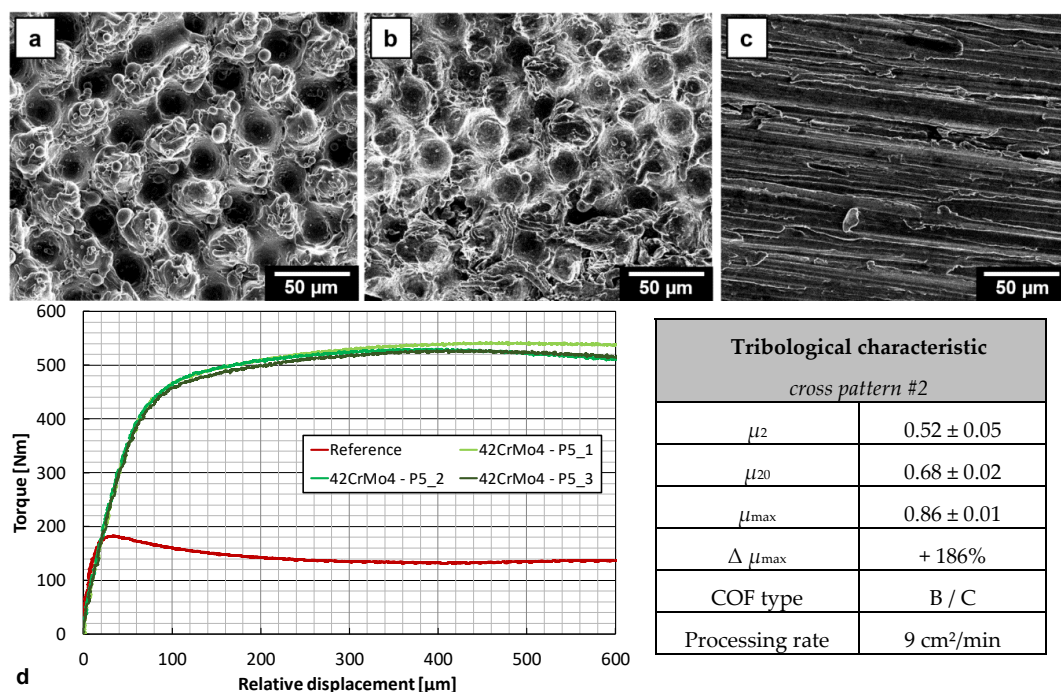 a
b
c
50 µm
50 µm
50 µm
600
500
400
300
200
100
0
Torque [Nm]
Reference
42CrMo4 - P5_1
42CrMo4 - P5_2
42CrMo4 - P5_3
0
100
200
300
400
500
600
Relative displacement [µm]
d
Tribological characteristic
cross pattern #2
µ2 0.52 ± 0.05
µ20 0.68 ± 0.02
µmax 0.86 ± 0.01
Δ µmax + 186%
COF type B / C
Processing rate 9 cm²/min